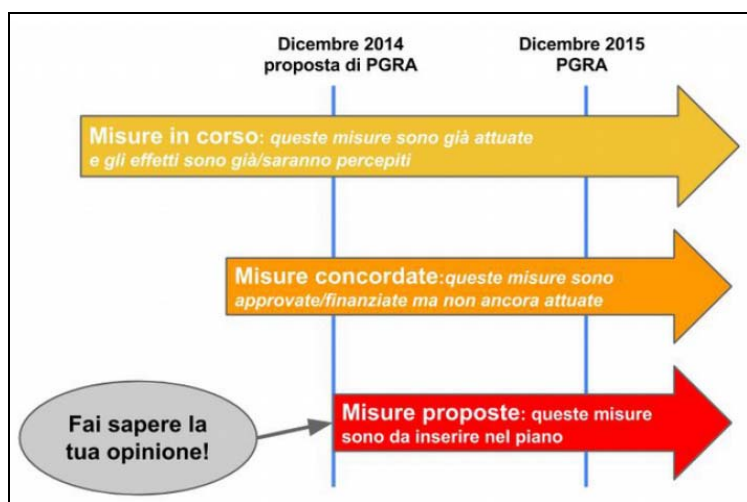 Dicembre 2014
proposta di PGRA
Dicembre 2015
PGRA
Misure in corso: queste misure sono già attuate
e gli effetti sono già/saranno percepiti
Misure concordate:queste misure sono
approvate/finanziate ma non ancora attuate
Misure proposte: queste misure
sono da inserire nel piano
Fai sapere la
tua opinione!